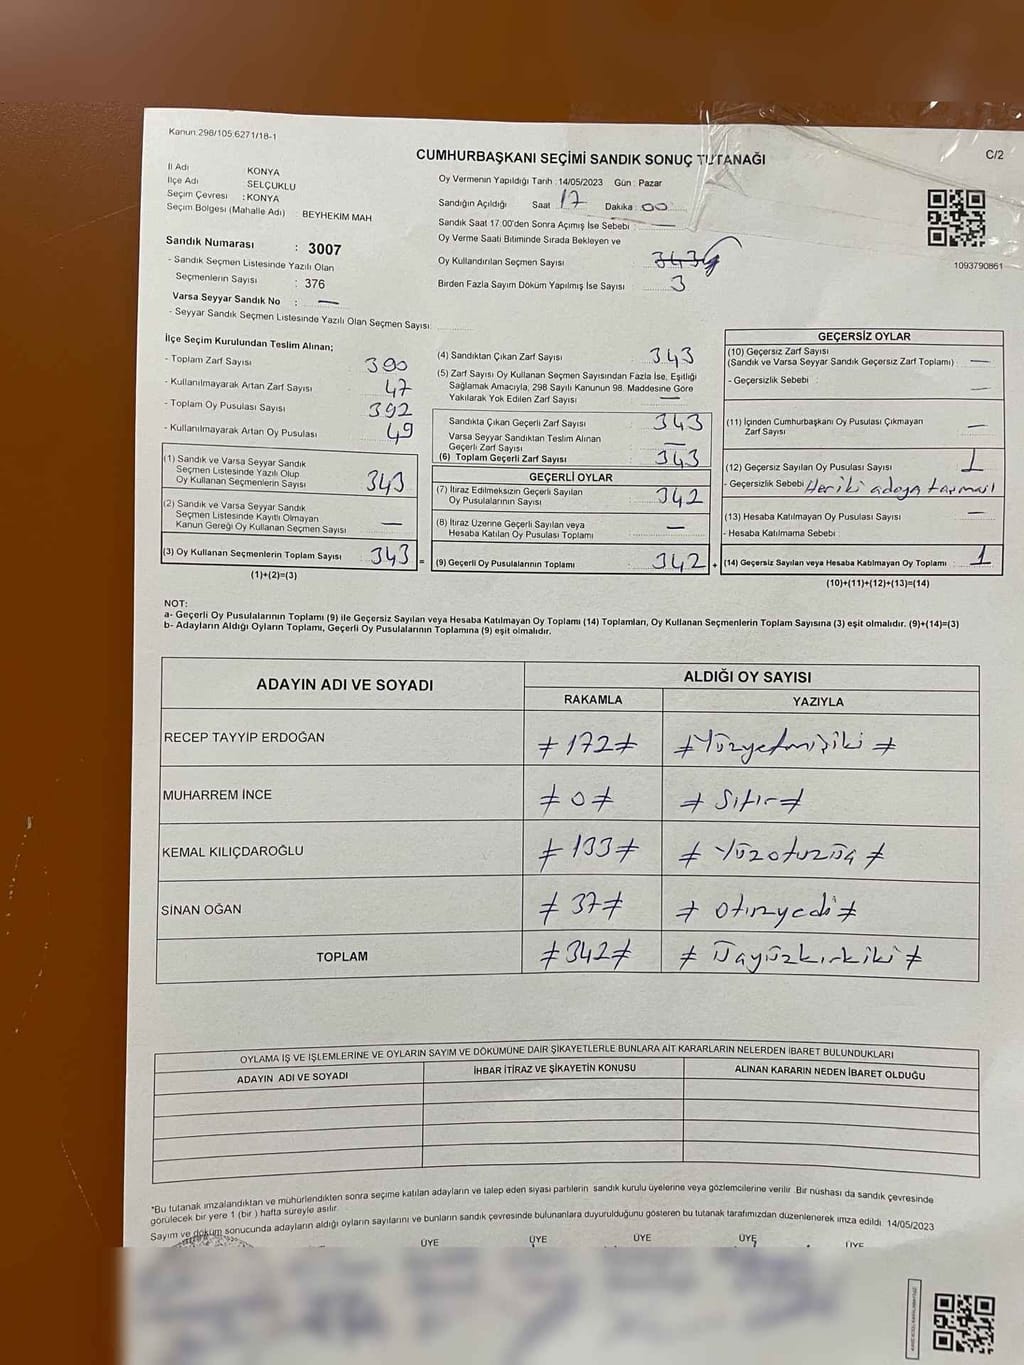 Kanun:298/105,6271/18-1
CUMHURBAŞKANI SEÇİMİ SANDIK SONUÇ TUTANAĞI
C/2
İl Adı : KONYA
İlçe Adı : SELÇUKLU
Seçim Çevresi : KONYA
Seçim Bölgesi (Mahalle Adı) : BEYHEKİM MAH
Sandık Numarası : 3007
- Sandık Seçmen Listesinde Yazılı Olan
Seçmenlerin Sayısı : 376
Varsa Seyyar Sandık No : —
- Seyyar Sandık Seçmen Listesinde Yazılı Olan Seçmen Sayısı:
Oy Vermenin Yapıldığı Tarih : 14/05/2023 Gün : Pazar
Sandığın Açıldığı Saat 17 Dakika : 00
Sandık Saat 17:00'den Sonra Açımış İse Sebebi : —
Oy Verme Saati Bitiminde Sırada Bekleyen ve
Oy Kullandırılan Seçmen Sayısı
Birden Fazla Sayım Döküm Yapılmış İse Sayısı 3
1093790861
İlçe Seçim Kurulundan Teslim Alınan;
- Toplam Zarf Sayısı 390
- Kullanılmayarak Artan Zarf Sayısı 47
- Toplam Oy Pusulası Sayısı 392
- Kullanılmayarak Artan Oy Pusulası 49
(1) Sandık ve Varsa Seyyar Sandık
Seçmen Listesinde Yazılı Olup
Oy Kullanan Seçmenlerin Sayısı 343
(2) Sandık ve Varsa Seyyar Sandık
Seçmen Listesinde Kayıtlı Olmayan
Kanun Gereği Oy Kullanan Seçmen Sayısı —
(3) Oy Kullanan Seçmenlerin Toplam Sayısı 343 =
(1)+(2)=(3)
(4) Sandıktan Çıkan Zarf Sayısı 343
(5) Zarf Sayısı Oy Kullanan Seçmen Sayısından Fazla İse, Eşitliği
Sağlamak Amacıyla, 298 Sayılı Kanunun 98. Maddesine Göre
Yakılarak Yok Edilen Zarf Sayısı —
Sandıkta Çıkan Geçerli Zarf Sayısı 343
Varsa Seyyar Sandıktan Teslim Alınan
Geçerli Zarf Sayısı —
(6) Toplam Geçerli Zarf Sayısı 343
GEÇERLİ OYLAR
(7) İtiraz Edilmeksizin Geçerli Sayılan
Oy Pusulalarının Sayısı 342
(8) İtiraz Üzerine Geçerli Sayılan veya
Hesaba Katılan Oy Pusulası Toplamı —
(9) Geçerli Oy Pusulalarının Toplamı 342 +
GEÇERSİZ OYLAR
(10) Geçersiz Zarf Sayısı
(Sandık ve Varsa Seyyar Sandık Geçersiz Zarf Toplamı) : —
- Geçersizlik Sebebi : —
(11) İçinden Cumhurbaşkanı Oy Pusulası Çıkmayan
Zarf Sayısı —
(12) Geçersiz Sayılan Oy Pusulası Sayısı 1
- Geçersizlik Sebebi Her iki adaya taşması
(13) Hesaba Katılmayan Oy Pusulası Sayısı —
- Hesaba Katılmama Sebebi
(14) Geçersiz Sayılan veya Hesaba Katılmayan Oy Toplamı 1
(10)+(11)+(12)+(13)=(14)
NOT:
a- Geçerli Oy Pusulalarının Toplamı (9) ile Geçersiz Sayılan veya Hesaba Katılmayan Oy Toplamı (14) Toplamları, Oy Kullanan Seçmenlerin Toplam Sayısına (3) eşit olmalıdır. (9)+(14)=(3)
b- Adayların Aldığı Oyların Toplamı, Geçerli Oy Pusulalarının Toplamına (9) eşit olmalıdır.
ADAYIN ADI VE SOYADI
ALDIĞI OY SAYISI
RAKAMLA YAZIYLA
RECEP TAYYİP ERDOĞAN ≠172≠ ≠Yüzyetmişiki≠
MUHARREM İNCE ≠0≠ ≠Sıfır≠
KEMAL KILIÇDAROĞLU ≠133≠ ≠Yüzotuzüç≠
SİNAN OĞAN ≠37≠ ≠Otuzyedi≠
TOPLAM ≠342≠ ≠Üçyüzkırkiki≠
OYLAMA İŞ VE İŞLEMLERİNE VE OYLARIN SAYIM VE DÖKÜMÜNE DAİR ŞİKAYETLERLE BUNLARA AİT KARARLARIN NELERDEN İBARET BULUNDUKLARI
ADAYIN ADI VE SOYADI İHBAR İTİRAZ VE ŞİKAYETİN KONUSU ALINAN KARARIN NEDEN İBARET OLDUĞU
*Bu tutanak imzalandıktan ve mühürlendikten sonra seçime katılan adayların ve talep eden siyasi partilerin sandık kurulu üyelerine veya gözlemcilerine verilir. Bir nüshası da sandık çevresinde
görülecek bir yere 1 (bir ) hafta süreyle asılır.
Sayım ve döküm sonucunda adayların aldığı oyların sayılarını ve bunların sandık çevresinde bulunanlara duyurulduğunu gösteren bu tutanak tarafımızdan düzenlenerek imza edildi. 14/05/2023
ÜYE ÜYE ÜYE ÜYE ÜYE